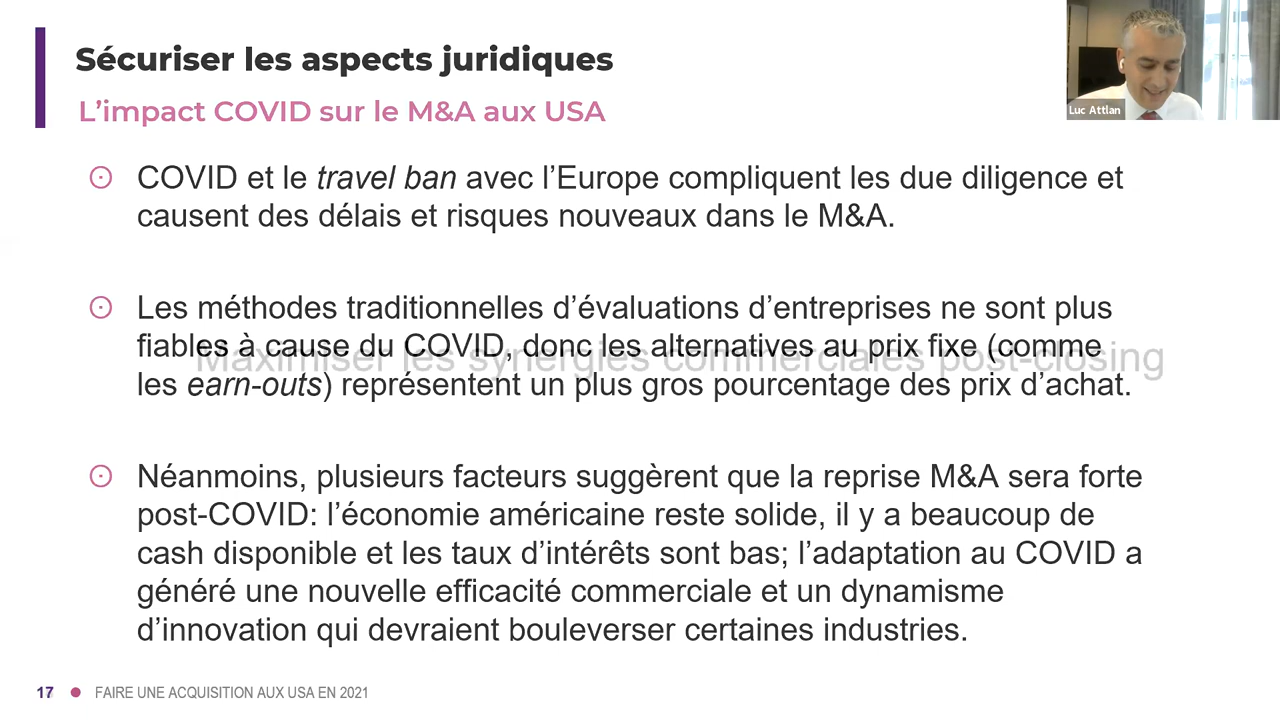 Sécuriser les aspects juridiques
L'impact COVID sur le M&A aux USA
Luc Attlan
COVID et le travel ban avec l'Europe compliquent les due diligence et
causent des délais et risques nouveaux dans le M&A.
Les méthodes traditionnelles d'évaluations d'entreprises ne sont plus
fiables à cause du COVID, donc les alternatives au prix fixe (comme
Maximiser les synergies commerciales post-closing
les earn-outs) représentent un plus gros pourcentage des prix d'achat.
Néanmoins, plusieurs facteurs suggèrent que la reprise M&A sera forte
post-COVID: l'économie américaine reste solide, il y a beaucoup de
cash disponible et les taux d'intérêts sont bas; l'adaptation au COVID a
généré une nouvelle efficacité commerciale et un dynamisme
d'innovation qui devraient bouleverser certaines industries.
17 FAIRE UNE ACQUISITION AUX USA EN 2021